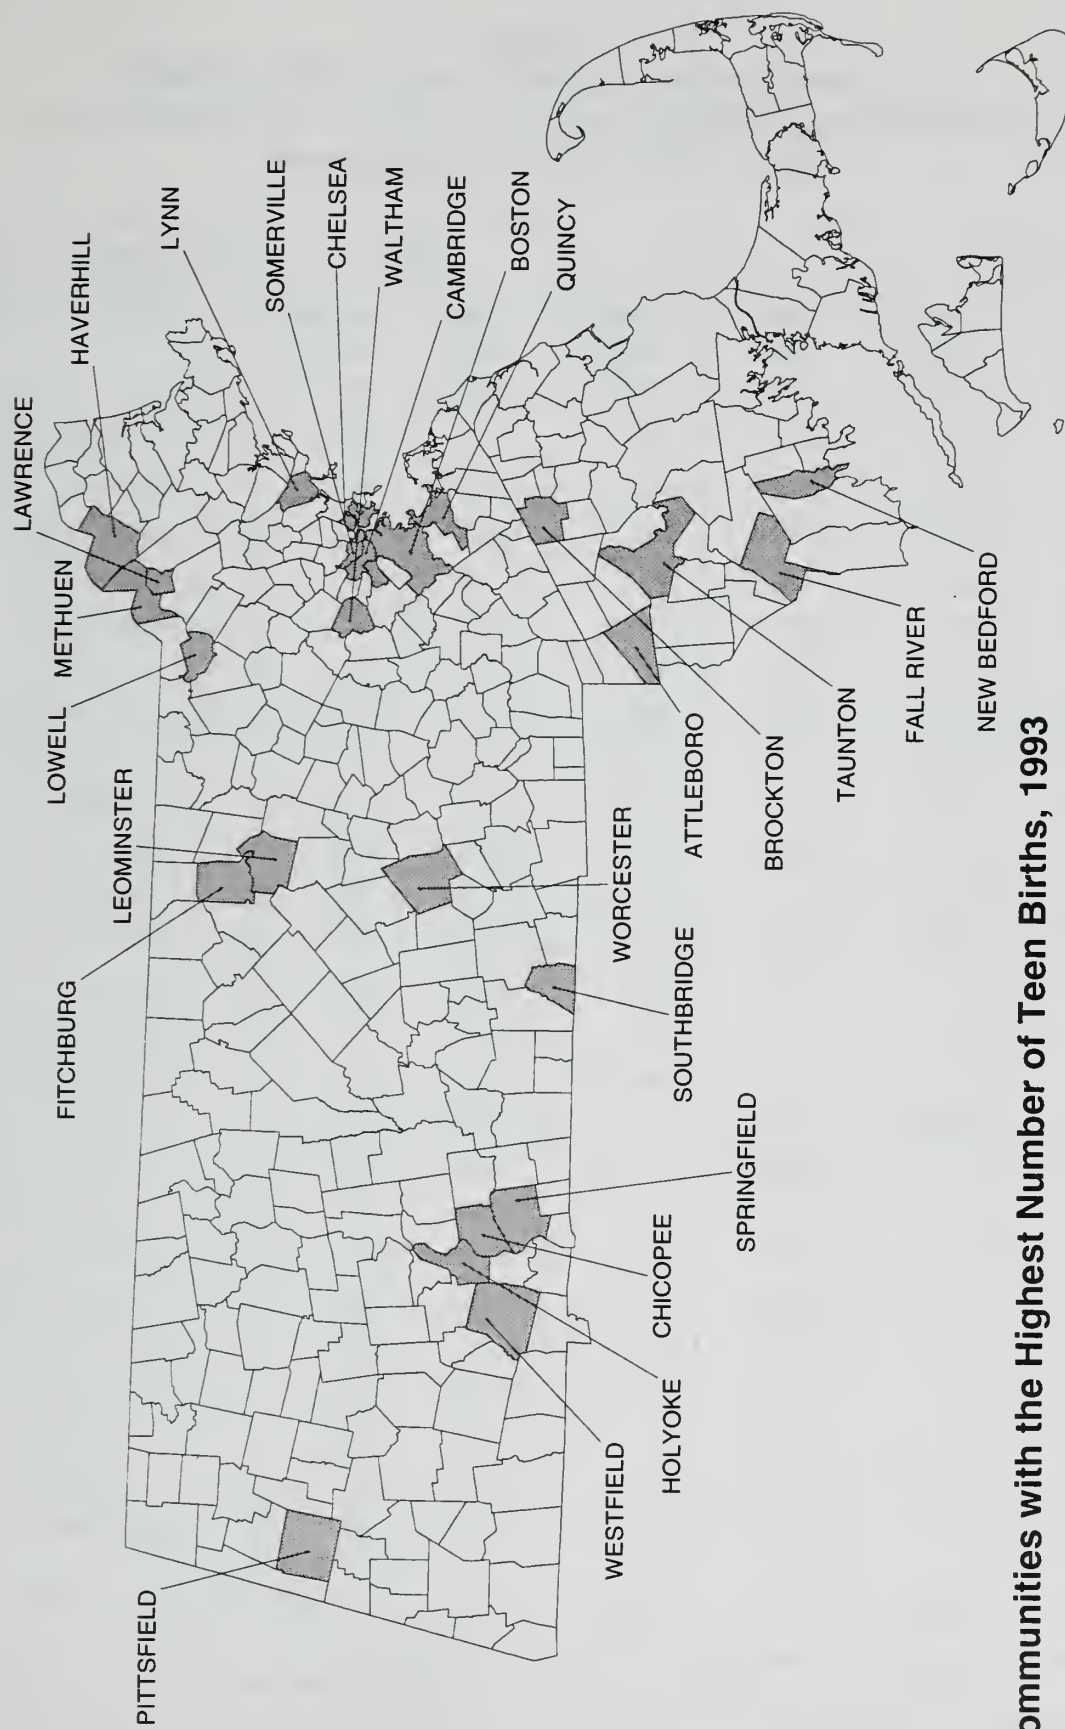 LAWRENCE
HAVERHILL
LOWELL
METHUEN
FITCHBURG
LEOMINSTER
PITTSFIELD
LYNN
SOMERVILLE
CHELSEA
WALTHAM
CAMBRIDGE
BOSTON
QUINCY
WESTFIELD
HOLYOKE
CHICOPEE
SPRINGFIELD
SOUTHBRIDGE
WORCESTER
ATTLEBORO
BROCKTON
TAUNTON
FALL RIVER
NEW BEDFORD
ommunities with the Highest Number of Teen Births, 1993